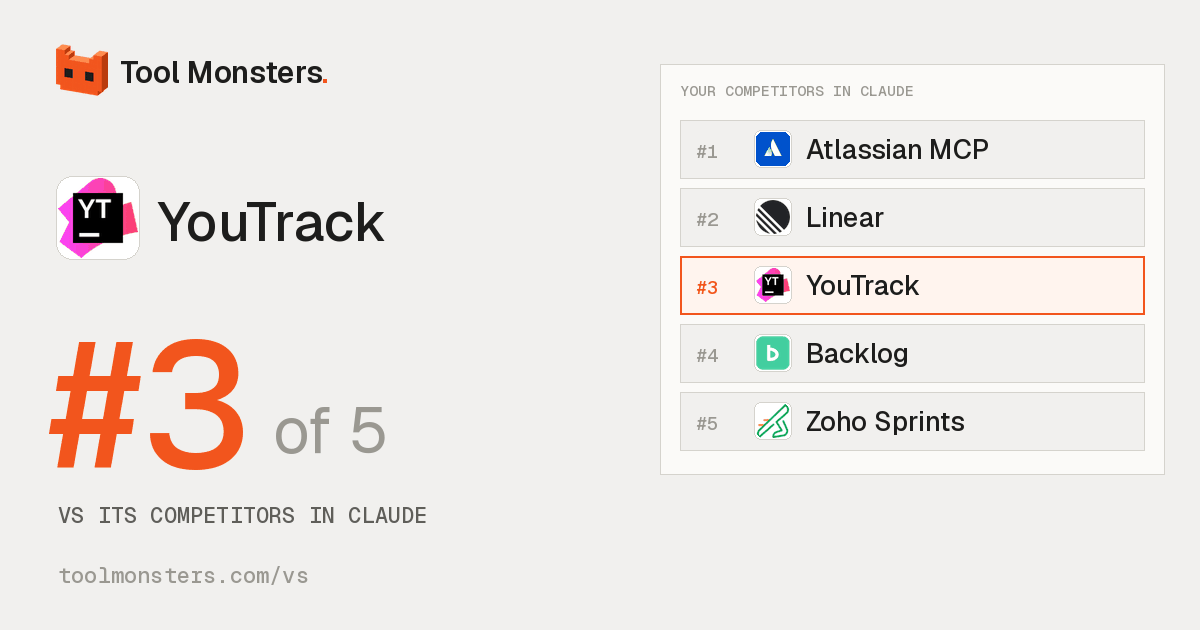 Tool Monsters.
YT
YouTrack
#3 of 5
VS ITS COMPETITORS IN CLAUDE
toolmonsters.com/vs
YOUR COMPETITORS IN CLAUDE
#1 Atlassian MCP
#2 Linear
#3 YT YouTrack
#4 b Backlog
#5 Zoho Sprints